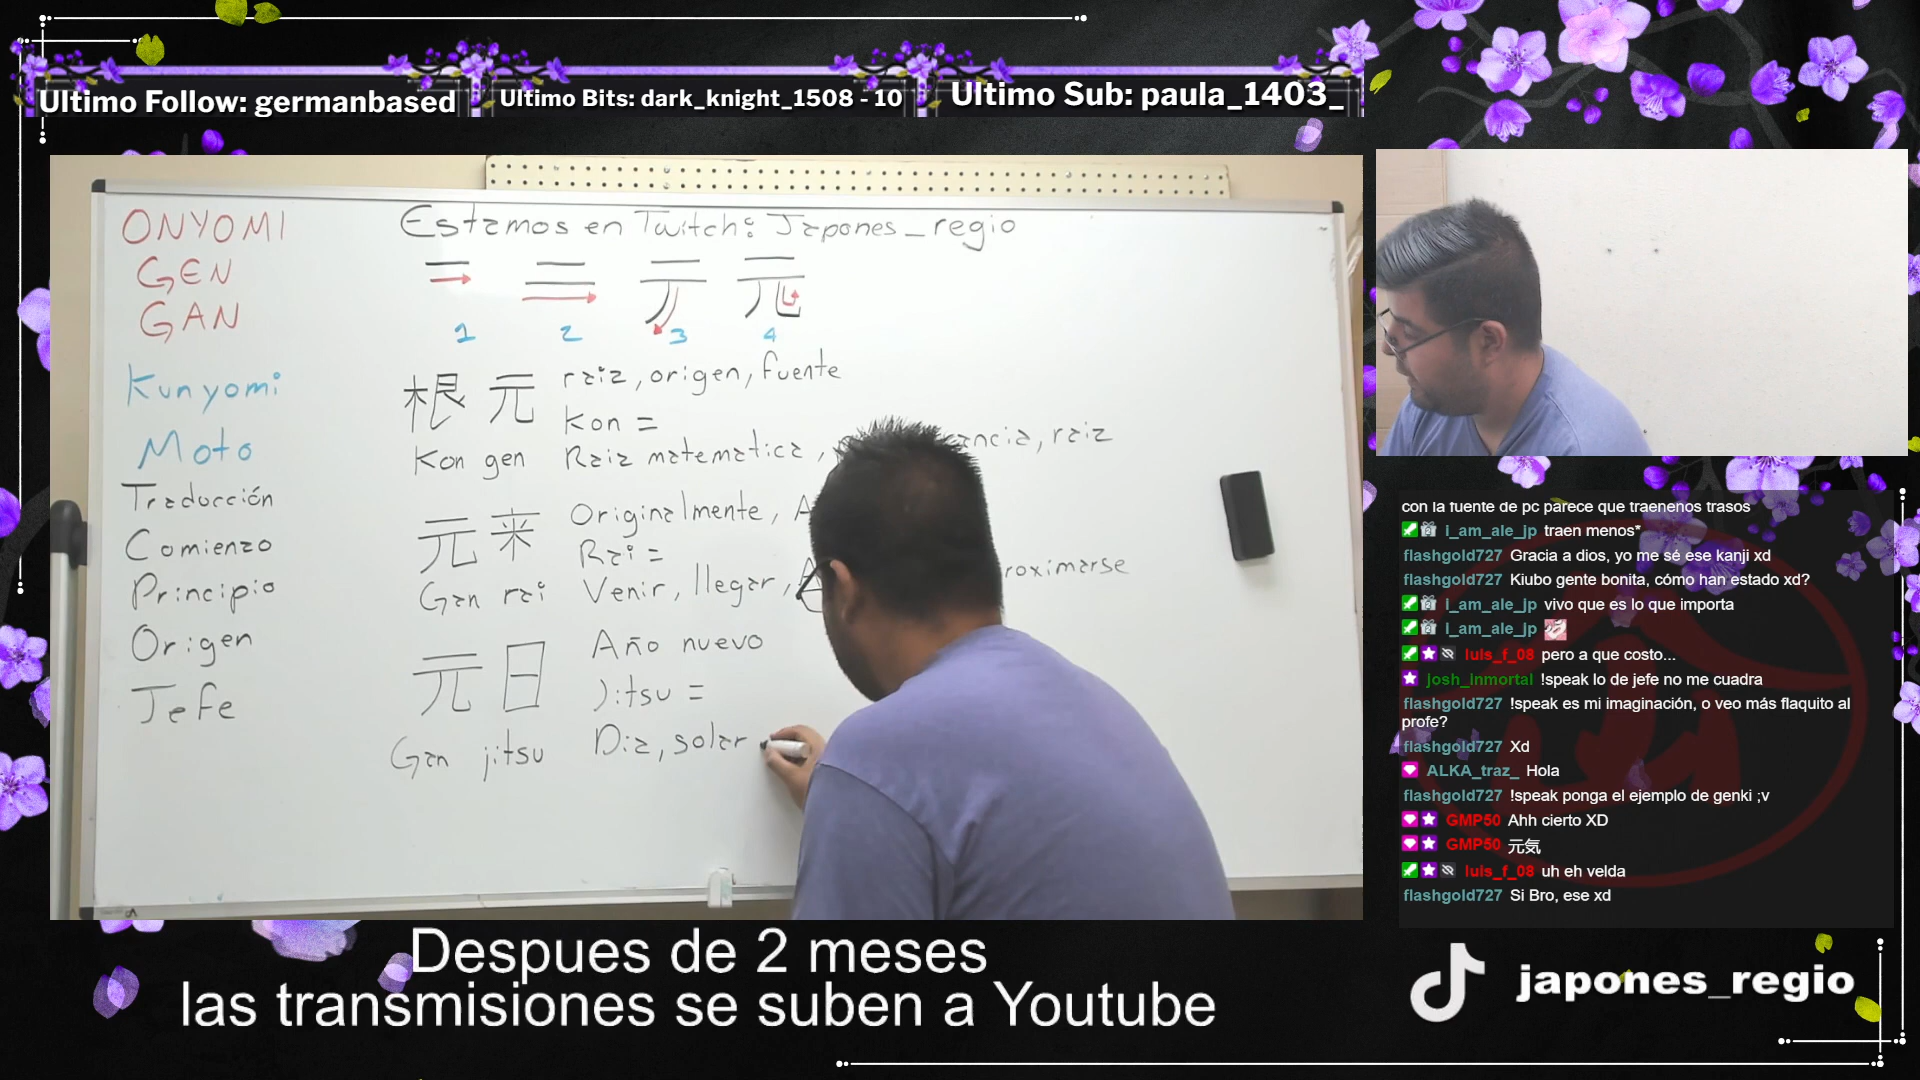 Ultimo Follow: germanbased
Ultimo Bits: dark_knight_1508 - 10
Ultimo Sub: paula_1403_
ONYOMI
GEN
GAN
Kunyomi
Moto
Traducción
Comienzo
Principio
Origen
Jefe
Estamos en Twitch: Japones_regio
1 2 3 4
根元 raiz, origen, fuente
Kon =
Kon gen Raiz matematica, raiz
元来 Originalmente,
Rai =
Gan rai Venir, llegar,
元日 Año nuevo
Jitsu =
Gan jitsu Dia, solar
con la fuente de pc parece que traenenos trasos
i_am_ale_jp traen menos*
flashgold727 Gracia a dios, yo me sé ese kanji xd
flashgold727 Kiubo gente bonita, cómo han estado xd?
i_am_ale_jp vivo que es lo que importa
i_am_ale_jp
luis_f_08 pero a que costo...
josh_inmortal !speak lo de jefe no me cuadra
flashgold727 !speak es mi imaginación, o veo más flaquito al
profe?
flashgold727 Xd
ALKA_traz_ Hola
flashgold727 !speak ponga el ejemplo de genki ;v
GMP50 Ahh cierto XD
GMP50 元気
luis_f_08 uh eh velda
flashgold727 Si Bro, ese xd
Despues de 2 meses
las transmisiones se suben a Youtube
japones_regio